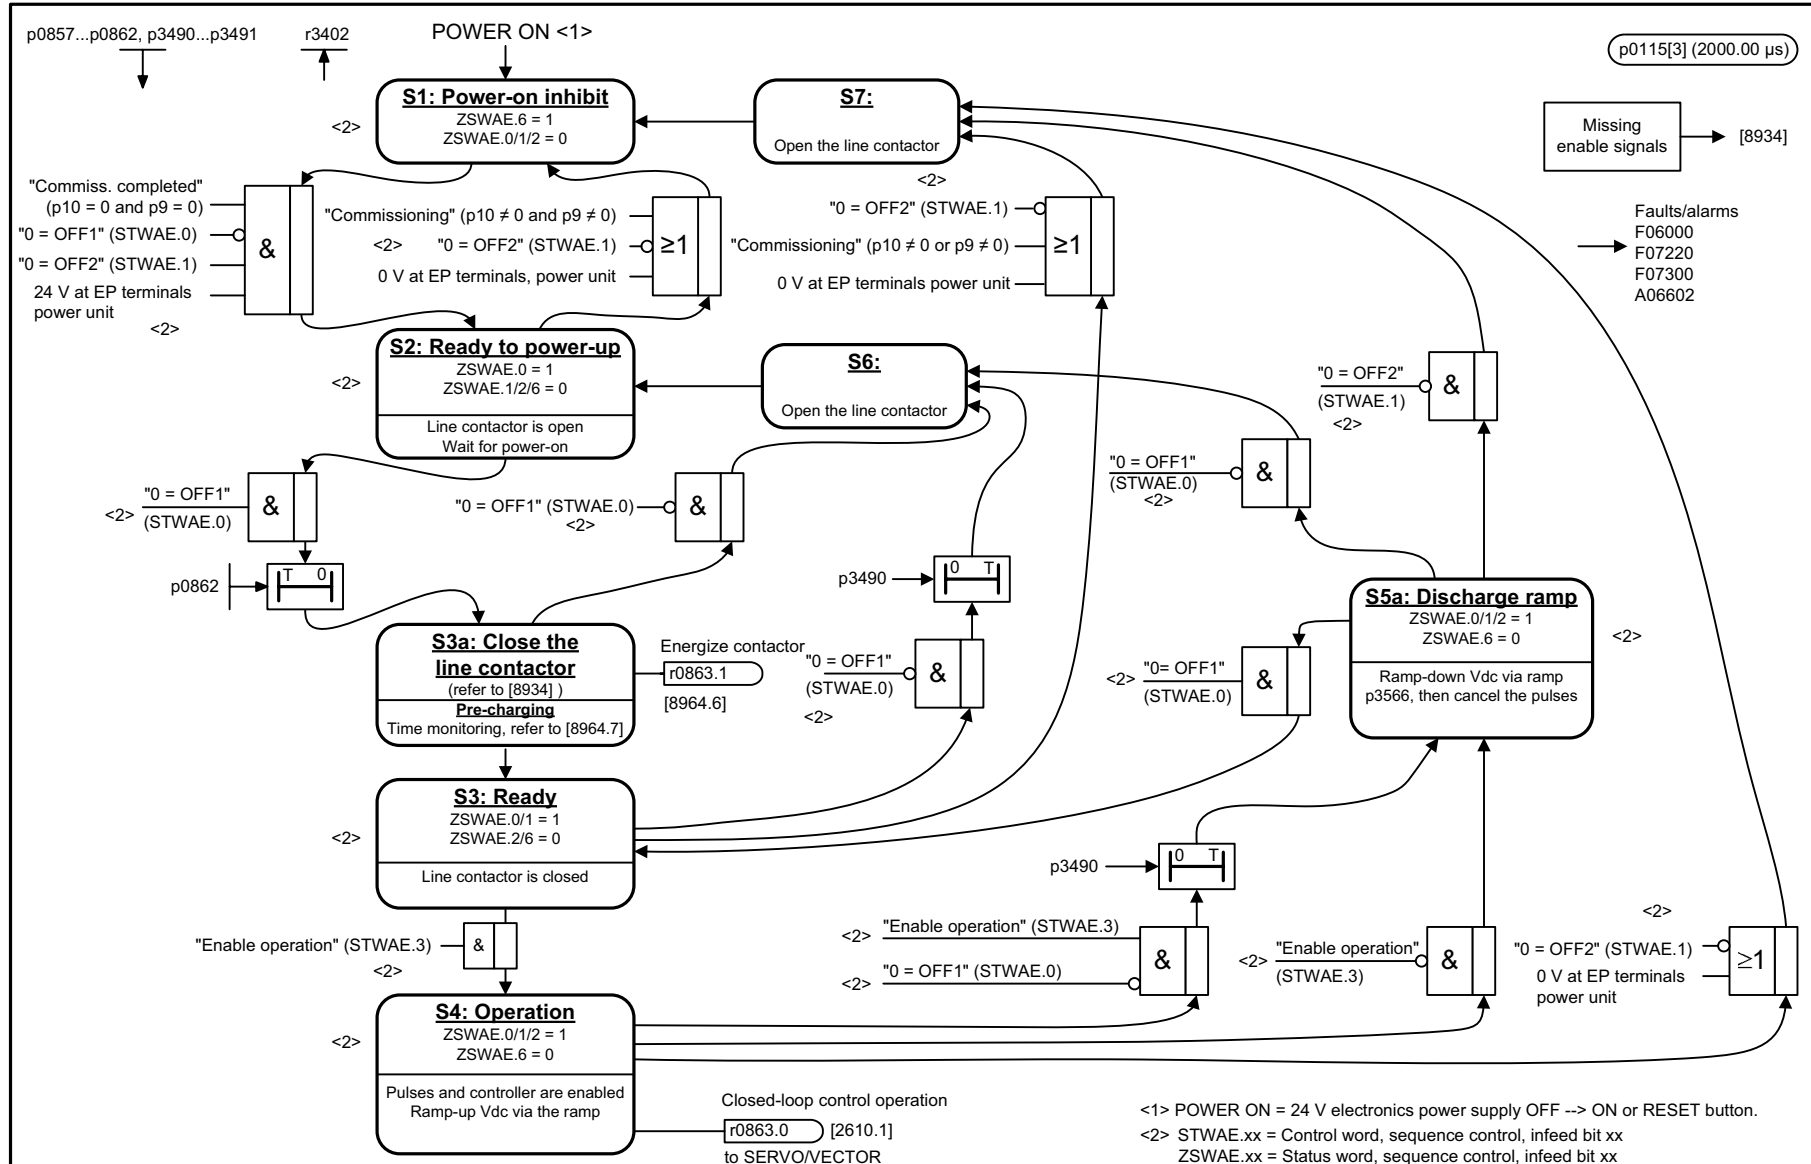 p0857...p0862, p3490...p3491
r3402
POWER ON <1>
p0115[3] (2000.00 µs)
S1: Power-on inhibit
ZSWAE.6 = 1
ZSWAE.0/1/2 = 0
<2>
S7:
Open the line contactor
<2>
Missing
enable signals
[8934]
Faults/alarms
F06000
F07220
F07300
A06602
"Commiss. completed"
(p10 = 0 and p9 = 0)
"0 = OFF1" (STWAE.0)
"0 = OFF2" (STWAE.1)
24 V at EP terminals
power unit
<2>
&
"Commissioning" (p10 ≠ 0 and p9 ≠ 0)
<2>
"0 = OFF2" (STWAE.1)
0 V at EP terminals, power unit
≥1
"0 = OFF2" (STWAE.1)
"Commissioning" (p10 ≠ 0 or p9 ≠ 0)
0 V at EP terminals power unit
≥1
S2: Ready to power-up
ZSWAE.0 = 1
ZSWAE.1/2/6 = 0
Line contactor is open
Wait for power-on
<2>
S6:
Open the line contactor
"0 = OFF2"
(STWAE.1)
<2>
&
"0 = OFF1"
<2>
(STWAE.0)
&
"0 = OFF1" (STWAE.0)
<2>
&
"0 = OFF1"
(STWAE.0)
<2>
&
p0862
T 0
p3490
0 T
S3a: Close the
line contactor
(refer to [8934] )
Pre-charging
Time monitoring, refer to [8964.7]
Energize contactor
r0863.1
[8964.6]
"0 = OFF1"
(STWAE.0)
<2>
&
S5a: Discharge ramp
ZSWAE.0/1/2 = 1
ZSWAE.6 = 0
Ramp-down Vdc via ramp
p3566, then cancel the pulses
<2>
<2>
"0= OFF1"
(STWAE.0)
&
S3: Ready
ZSWAE.0/1 = 1
ZSWAE.2/6 = 0
Line contactor is closed
<2>
p3490
0 T
"Enable operation" (STWAE.3)
<2>
&
<2>
"Enable operation" (STWAE.3)
<2>
"0 = OFF1" (STWAE.0)
&
<2>
"Enable operation"
(STWAE.3)
&
<2>
"0 = OFF2" (STWAE.1)
0 V at EP terminals
power unit
≥1
S4: Operation
ZSWAE.0/1/2 = 1
ZSWAE.6 = 0
Pulses and controller are enabled
Ramp-up Vdc via the ramp
<2>
Closed-loop control operation
r0863.0
[2610.1]
to SERVO/VECTOR
<1> POWER ON = 24 V electronics power supply OFF --> ON or RESET button.
<2> STWAE.xx = Control word, sequence control, infeed bit xx
ZSWAE.xx = Status word, sequence control, infeed bit xx